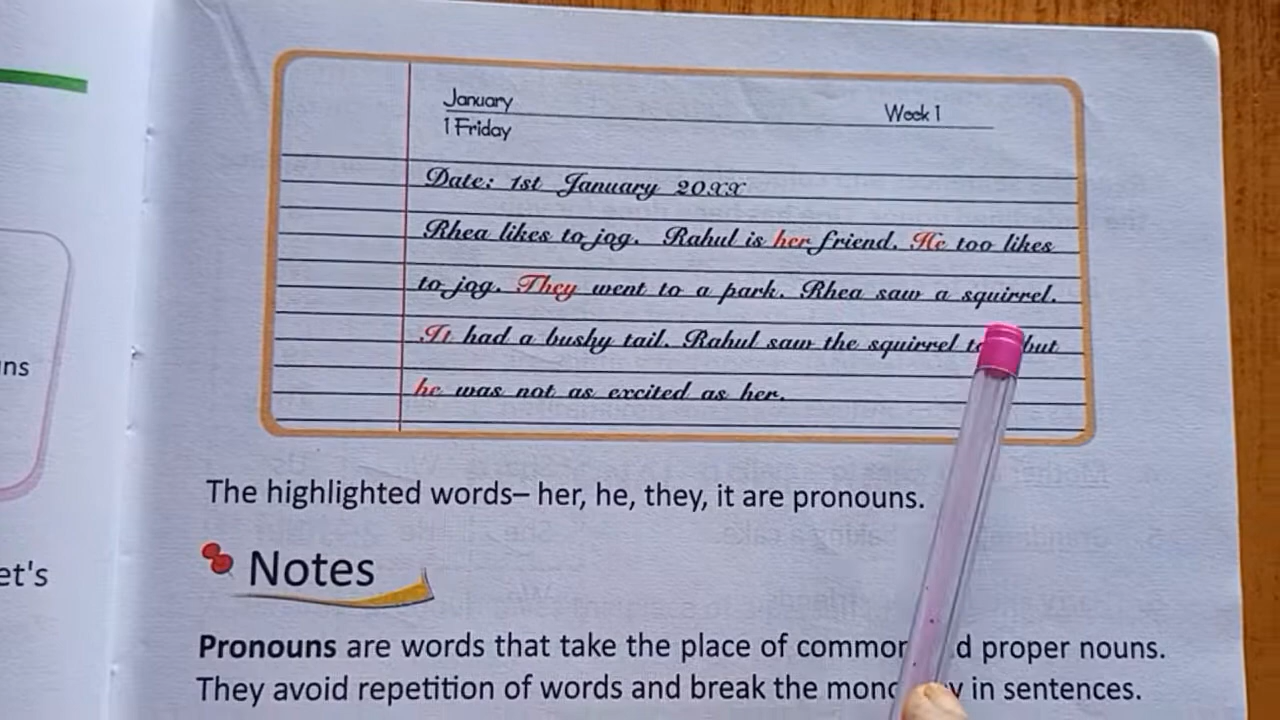 January
Week 1
1 Friday
Date: 1st January 20XX
Rhea likes to jog. Rahul is her friend. He too likes
to jog. They went to a park. Rhea saw a squirrel.
It had a bushy tail. Rahul saw the squirrel but
he was not as excited as her.
The highlighted words– her, he, they, it are pronouns.
Notes
Pronouns are words that take the place of common proper nouns.
They avoid repetition of words and break the in sentences.